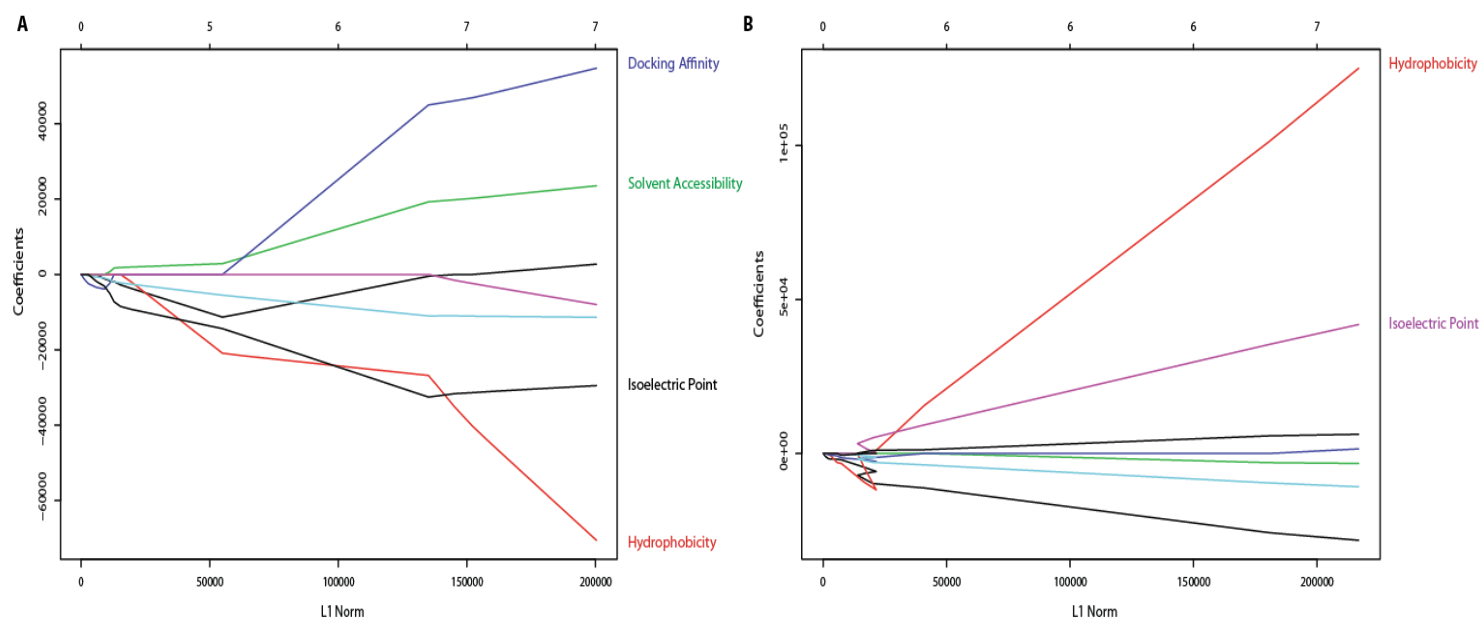 A
0 5 6 7 7
Docking Affinity
Solvent Accessibility
Isoelectric Point
Hydrophobicity
Coefficients
40000
20000
0
−20000
−40000
−60000
0 50000 100000 150000 200000
L1 Norm
B
0 6 6 6 7
Hydrophobicity
Isoelectric Point
Coefficients
1e+05
5e+04
0e+00
0 50000 100000 150000 200000
L1 Norm